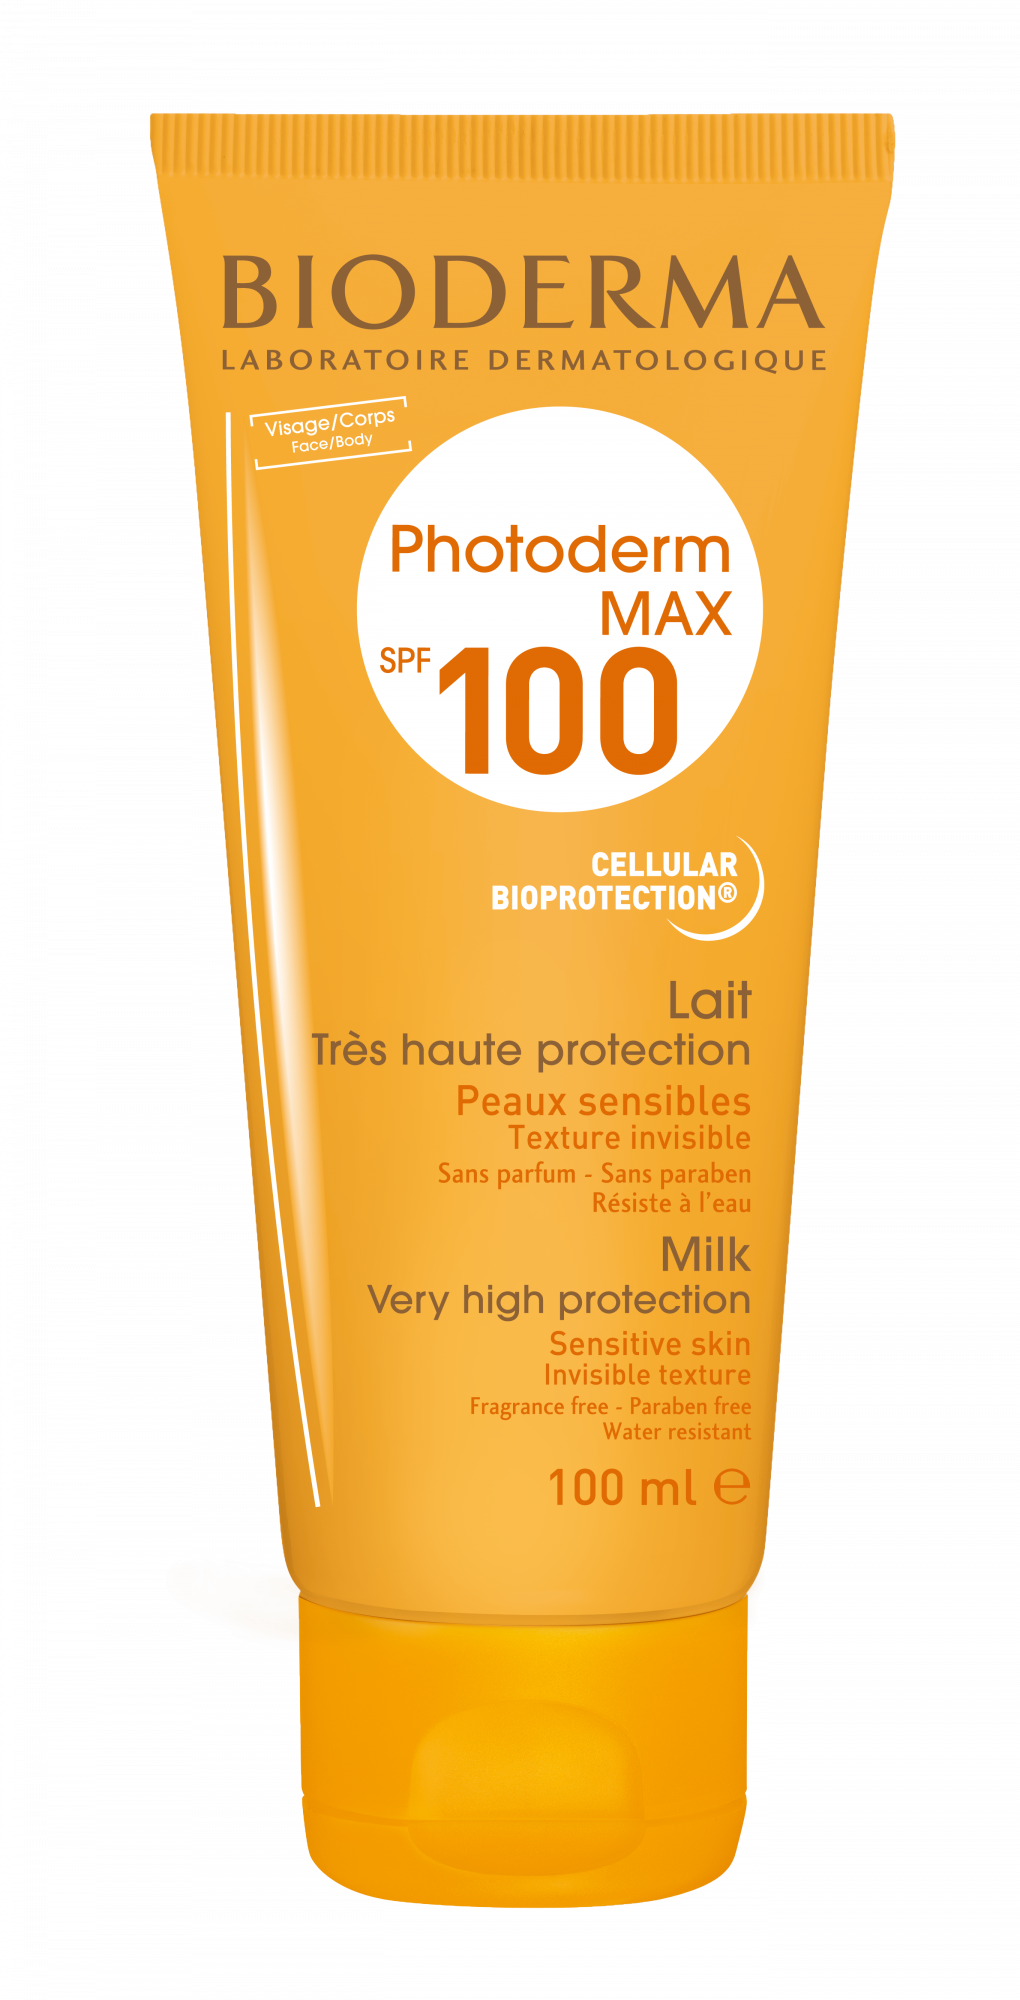 BIODERMA
LABORATOIRE DERMATOLOGIQUE
Visage/Corps
Face/Body
Photoderm
MAX
SPF 100
CELLULAR
BIOPROTECTION®
Lait
Très haute protection
Peaux sensibles
Texture invisible
Sans parfum - Sans paraben
Résiste à l'eau
Milk
Very high protection
Sensitive skin
Invisible texture
Fragrance free - Paraben free
Water resistant
100 ml ℮